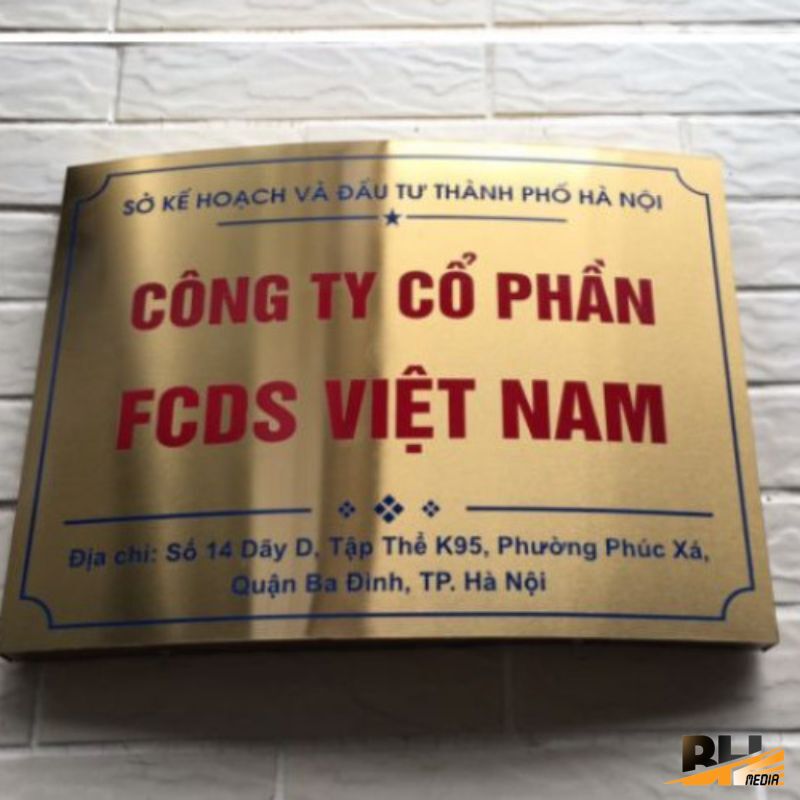 SỞ KẾ HOẠCH VÀ ĐẦU TƯ THÀNH PHỐ HÀ NỘI
CÔNG TY CỔ PHẦN
FCDS VIỆT NAM
Địa chỉ: Số 14 Dãy D, Tập Thể K95, Phường Phúc Xá,
Quận Ba Đình, TP. Hà Nội
BH
MEDIA